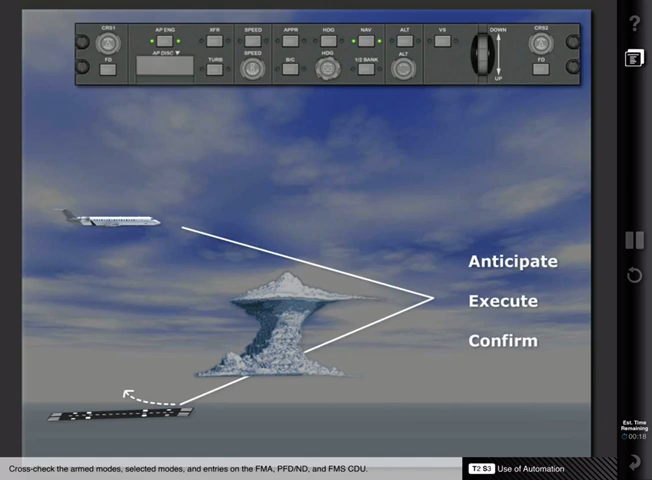 CRS1
AP ENG
XFR
SPEED
APPR
HDG
NAV
ALT
VS
DOWN
CRS2
FD
AP DISC ▼
TURB
SPEED
B/C
HDG
1/2 BANK
ALT
UP
FD
?
Anticipate
Execute
Confirm
Est. Time
Remaining
00:18
Cross-check the armed modes, selected modes, and entries on the FMA, PFD/ND, and FMS CDU.
T2 S3 Use of Automation